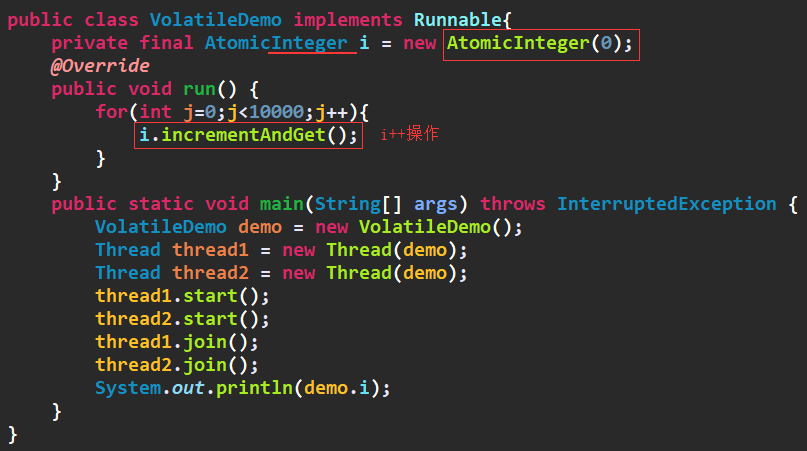 public class VolatileDemo implements Runnable{
    private final AtomicInteger i = new AtomicInteger(0);
    @Override
    public void run() {
        for(int j=0;j<10000;j++){
            i.incrementAndGet(); i++操作
        }
    }
    public static void main(String[] args) throws InterruptedException {
        VolatileDemo demo = new VolatileDemo();
        Thread thread1 = new Thread(demo);
        Thread thread2 = new Thread(demo);
        thread1.start();
        thread2.start();
        thread1.join();
        thread2.join();
        System.out.println(demo.i);
    }
}